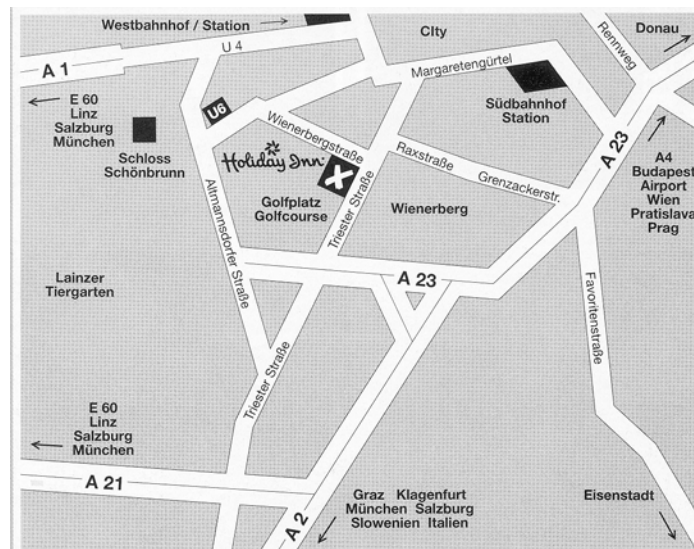 Westbahnhof / Station
U 4
A 1
CIty
Donau
Rennweg
Margaretengürtel
E 60
Linz
Salzburg
München
U6
Südbahnhof
Station
A 23
Schloss
Schönbrunn
Wienerbergstraße
Holiday Inn
Raxstraße
Grenzackerstr.
A4
Budapest
Airport
Wien
Pratislava
Prag
Golfplatz
Golfcourse
Triester Straße
Wienerberg
Altmannsdorfer Straße
Lainzer
Tiergarten
A 23
Favoritenstraße
Triester Straße
E 60
Linz
Salzburg
München
A 21
A 2
Graz Klagenfurt
München Salzburg
Slowenien Italien
Eisenstadt